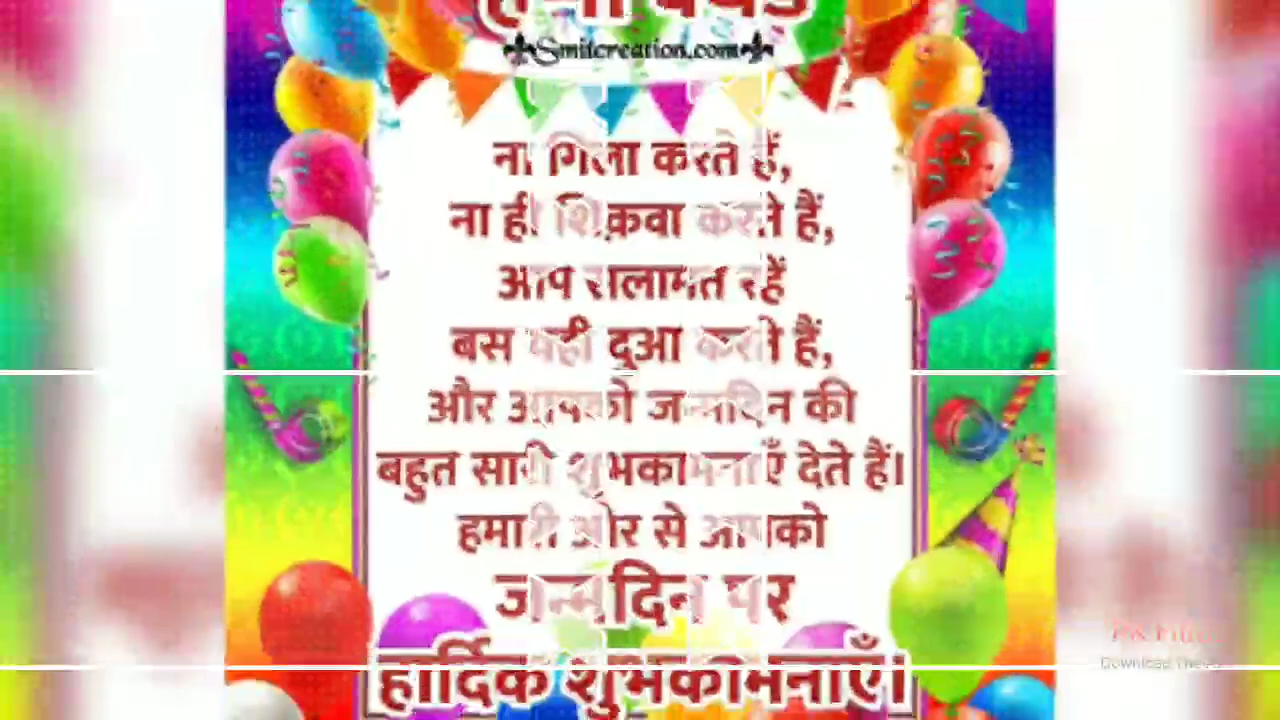 Smitcreation.com
ना गिला करते हैं,
ना ही शिकवा करते हैं,
आप सलामत रहें
बस यही दुआ करते हैं,
और आपको जन्मदिन की
बहुत सारी शुभकामनाएँ देते हैं।
हमारी ओर से आपको
जन्मदिन पर
हार्दिक शुभकामनाएँ।